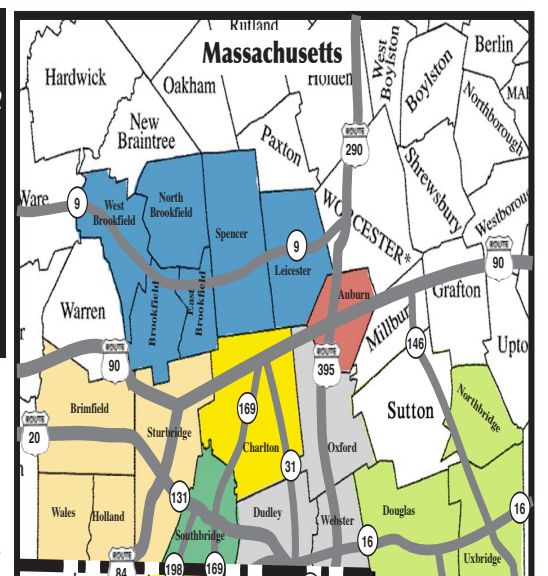 Rutland
Massachusetts
Hardwick
Oakham
Holden
West
Boylston
Boylston
Berlin
MA
Northborough
New
Braintree
Paxton
ROUTE
290
Shrewsbury
Westborou
Ware
9
West
Brookfield
North
Brookfield
Spencer
9
Leicester
WORCESTER*
ROUTE
90
Warren
Brookfield
East
Brookfield
Auburn
Millbur
Grafton
Upto
ROUTE
90
ROUTE
395
146
Brimfield
ROUTE
20
Sturbridge
169
Charlton
31
Oxford
Sutton
Northbridge
Wales
Holland
131
Southbridge
Dudley
Webster
Douglas
16
16
Uxbridge
ROUTE
84
198
169